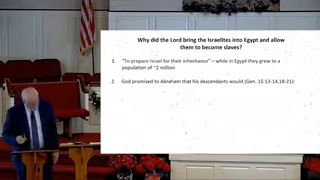 Why did the Lord bring the Israelites into Egypt and allow
them to become slaves?
1. "To prepare Israel for their inheritance" – while in Egypt they grew to a
population of ~2 million
2. God promised to Abraham that his descendants would (Gen. 15:13-14,18-21):